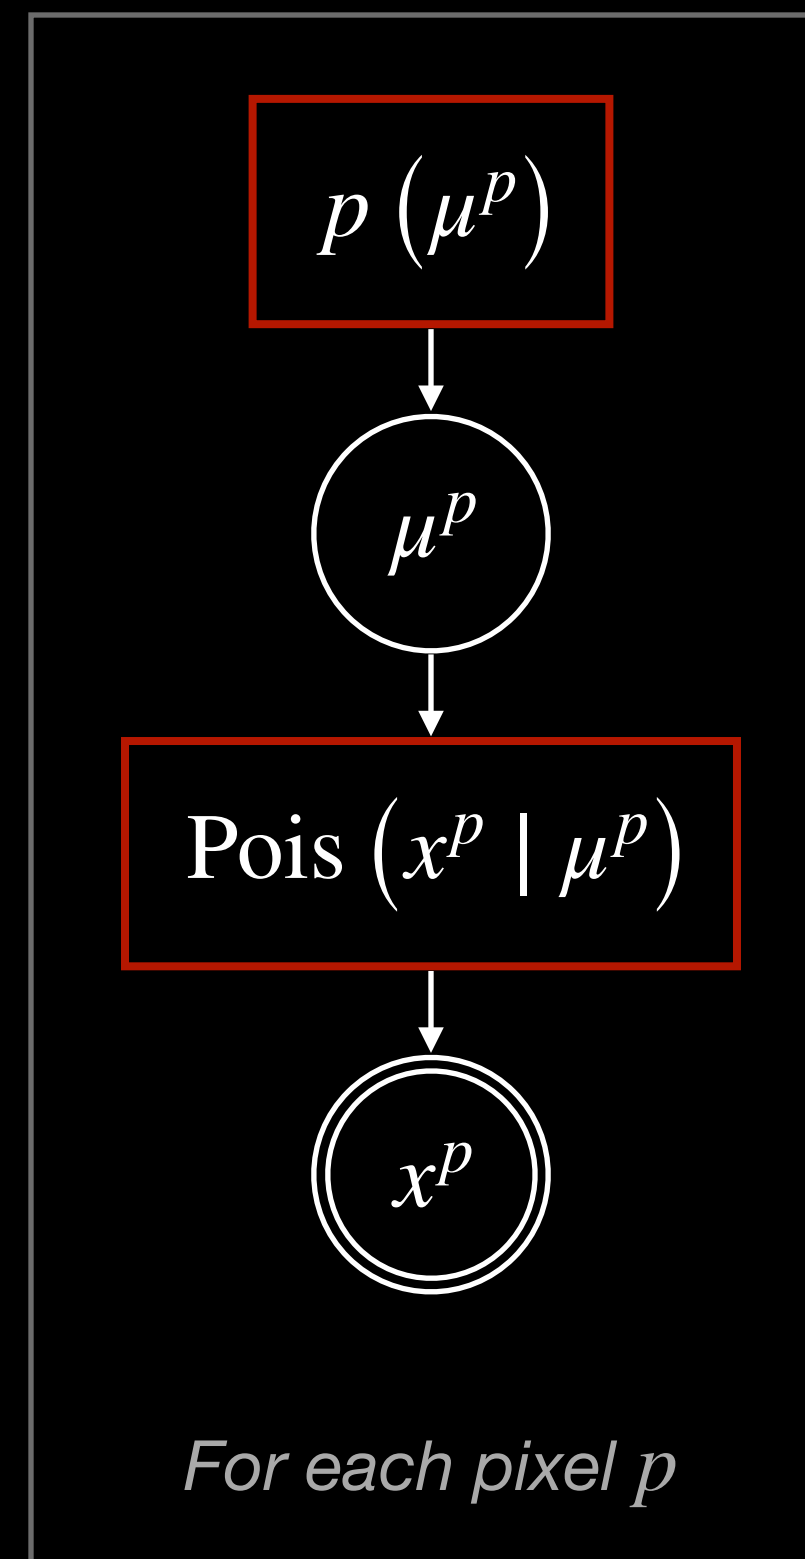 p (μ^p)
μ^p
Pois (x^p | μ^p)
x^p
For each pixel p